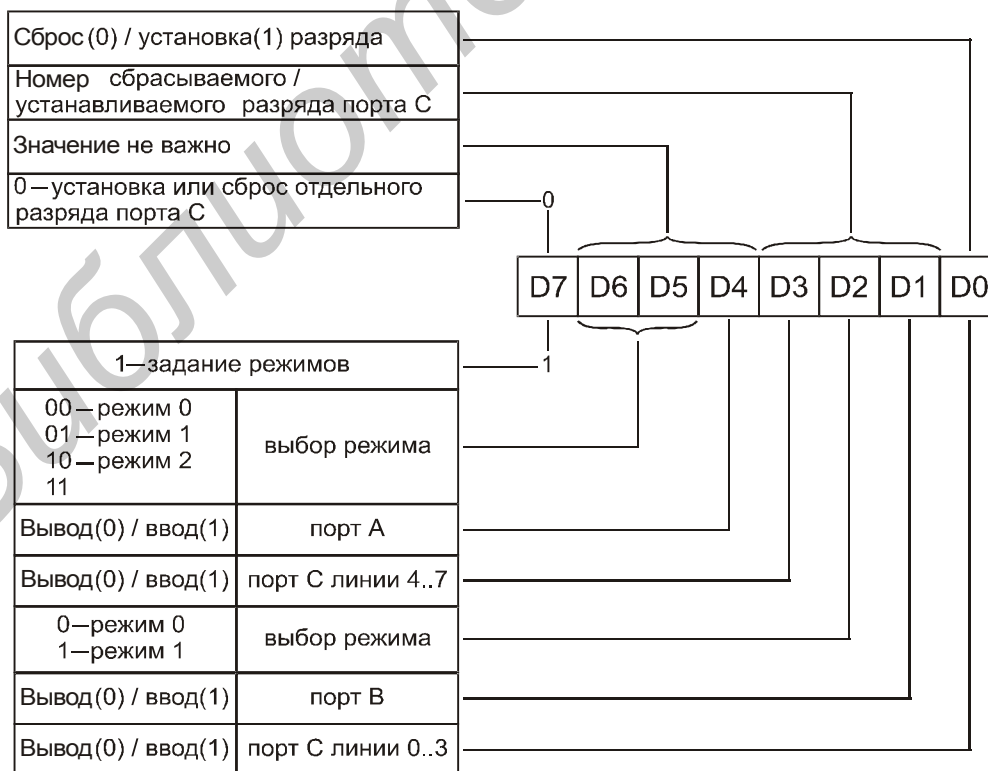 Сброс(0) / установка(1) разряда
Номер сбрасываемого /
устанавливаемого разряда порта С
Значение не важно
0—установка или сброс отдельного
разряда порта С
0
D7 D6 D5 D4 D3 D2 D1 D0
1
1—задание режимов
00—режим 0
01—режим 1
10—режим 2
11
выбор режима
Вывод(0) / ввод(1) порт А
Вывод(0) / ввод(1) порт С линии 4..7
0—режим 0
1—режим 1
выбор режима
Вывод(0) / ввод(1) порт В
Вывод(0) / ввод(1) порт С линии 0..3